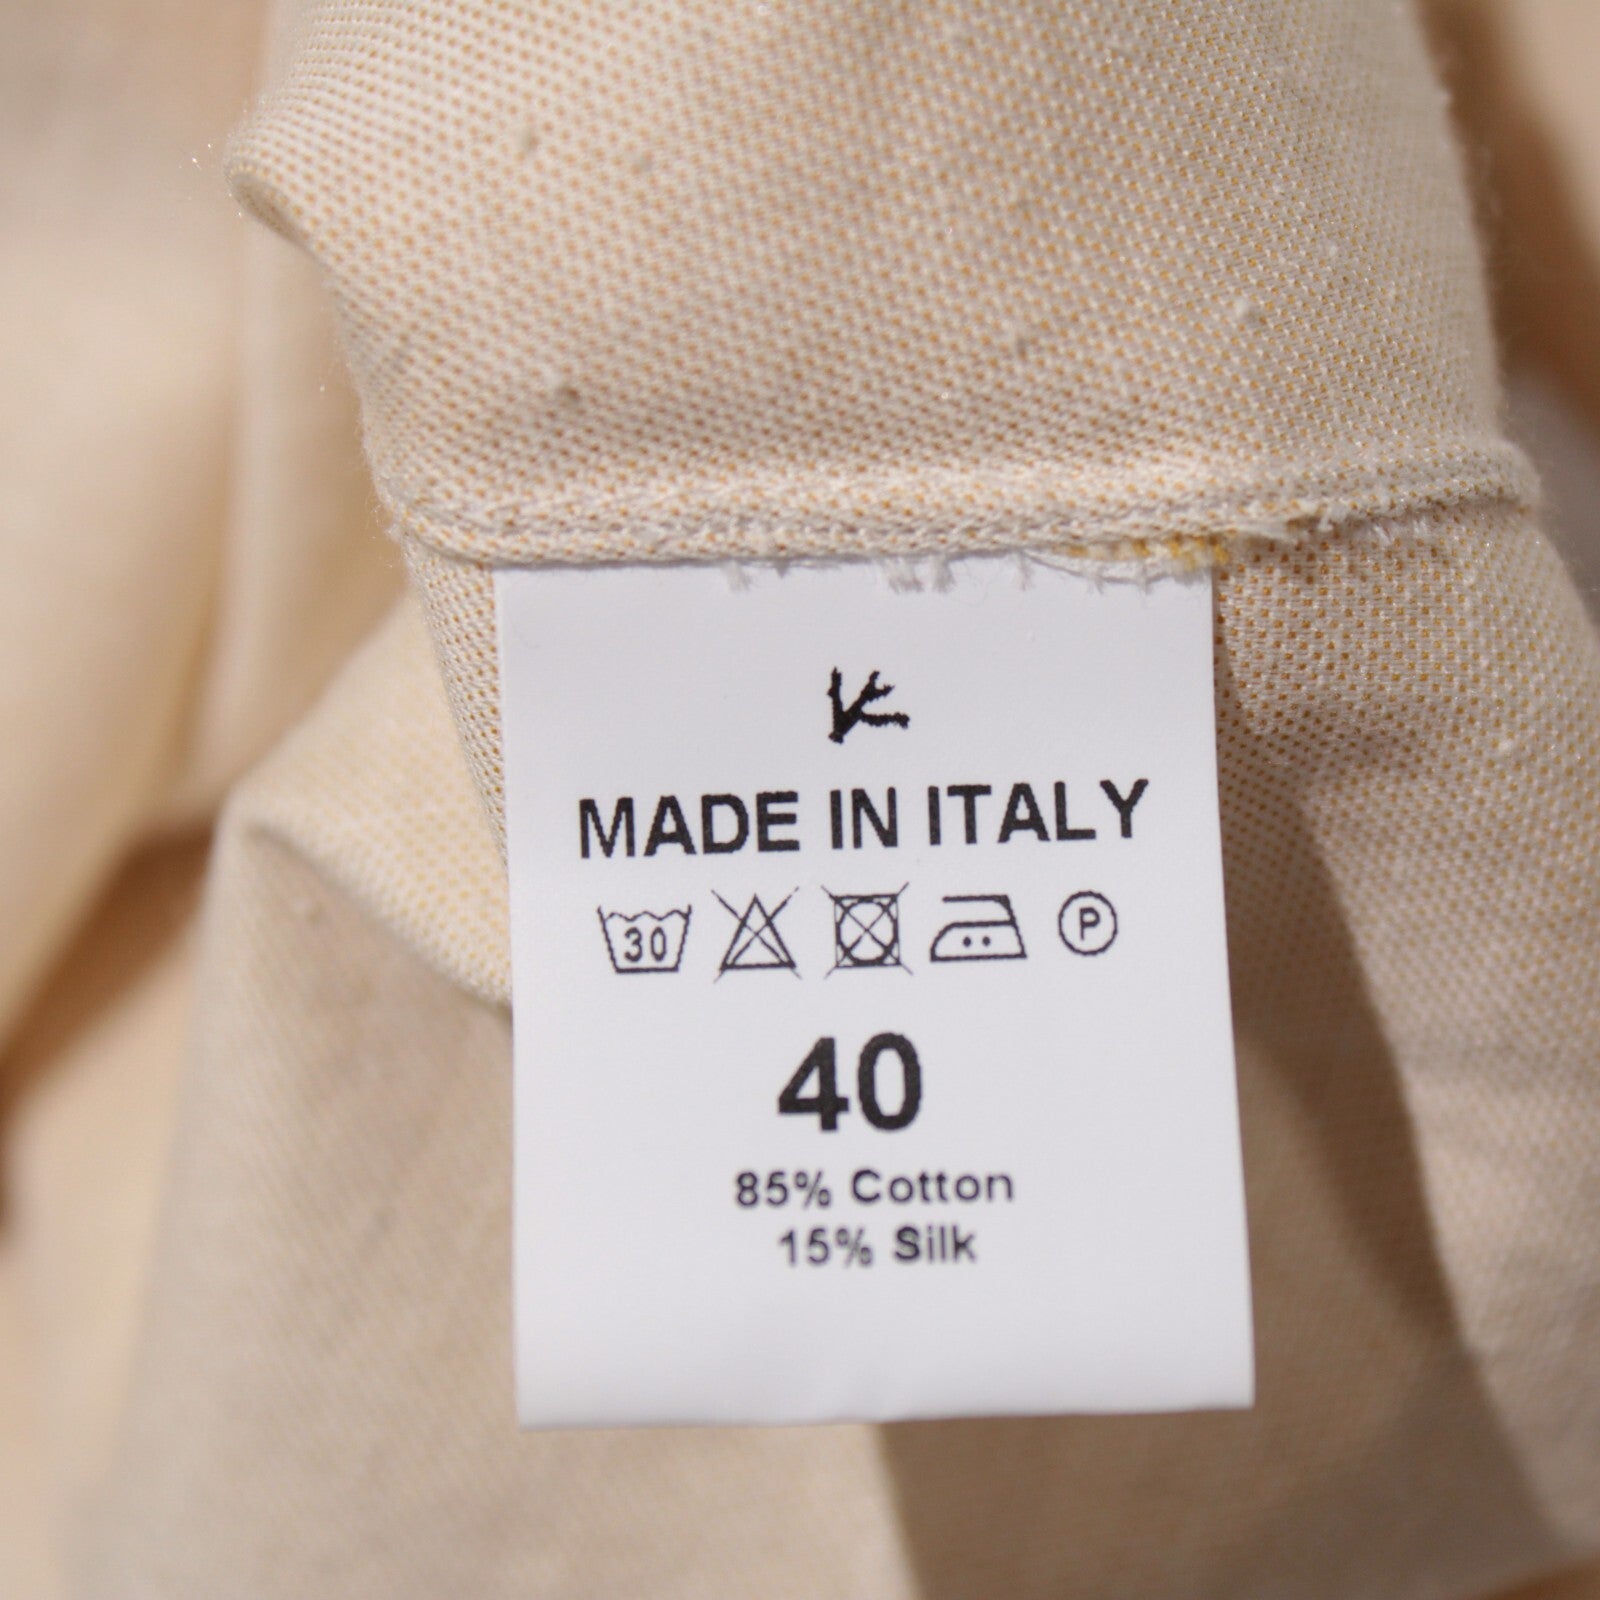 MADE IN ITALY
30 P
40
85% Cotton
15% Silk